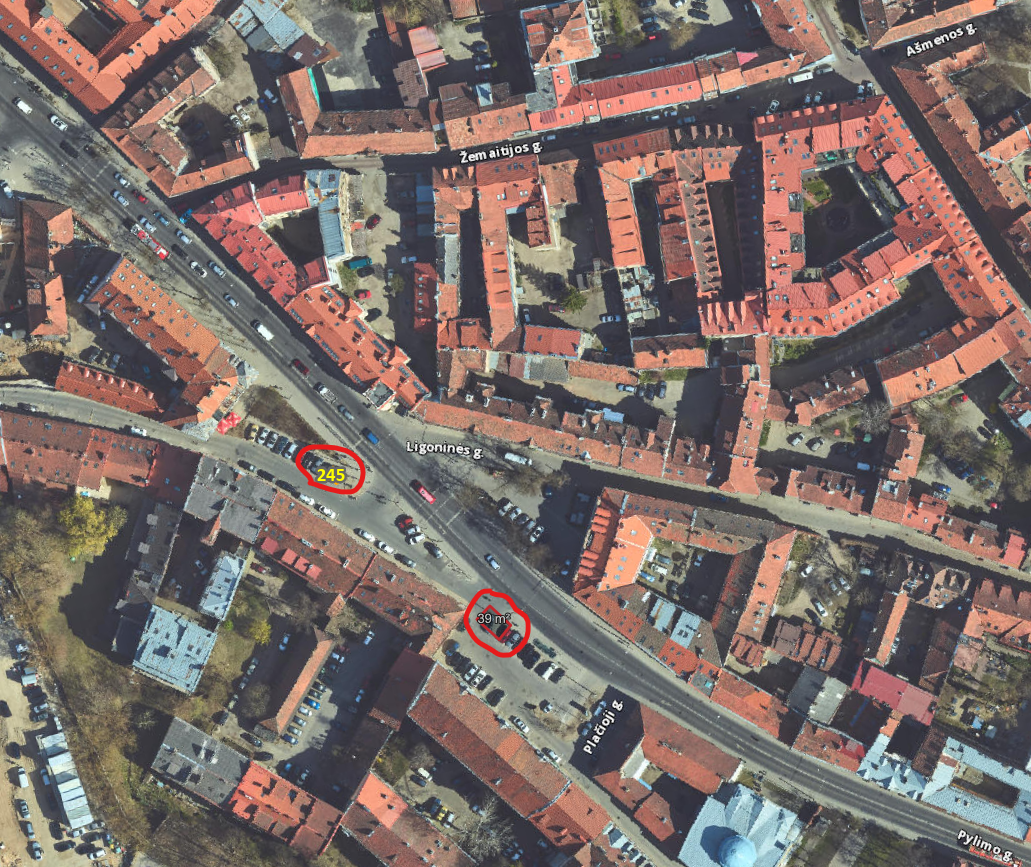 Ašmenos g.
Žemaitijos g.
Ligoninės g.
245
39 m²
Plačioji g.
Pylimo g.